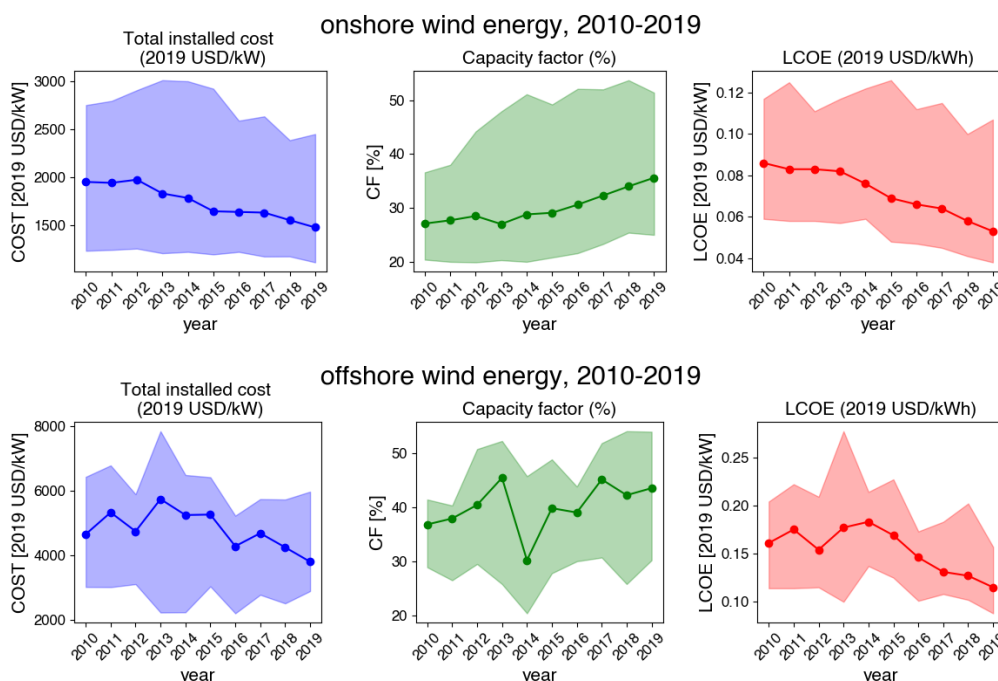 onshore wind energy, 2010-2019
Total installed cost
(2019 USD/kW)
COST [2019 USD/kW]
3000
2500
2000
1500
2010 2011 2012 2013 2014 2015 2016 2017 2018 2019
year
Capacity factor (%)
CF [%]
50
40
30
20
2010 2011 2012 2013 2014 2015 2016 2017 2018 2019
year
LCOE (2019 USD/kWh)
LCOE [2019 USD/kW]
0.12
0.10
0.08
0.06
0.04
2010 2011 2012 2013 2014 2015 2016 2017 2018 2019
year
offshore wind energy, 2010-2019
Total installed cost
(2019 USD/kW)
COST [2019 USD/kW]
8000
6000
4000
2000
2010 2011 2012 2013 2014 2015 2016 2017 2018 2019
year
Capacity factor (%)
CF [%]
50
40
30
20
2010 2011 2012 2013 2014 2015 2016 2017 2018 2019
year
LCOE (2019 USD/kWh)
LCOE [2019 USD/kW]
0.25
0.20
0.15
0.10
2010 2011 2012 2013 2014 2015 2016 2017 2018 2019
year